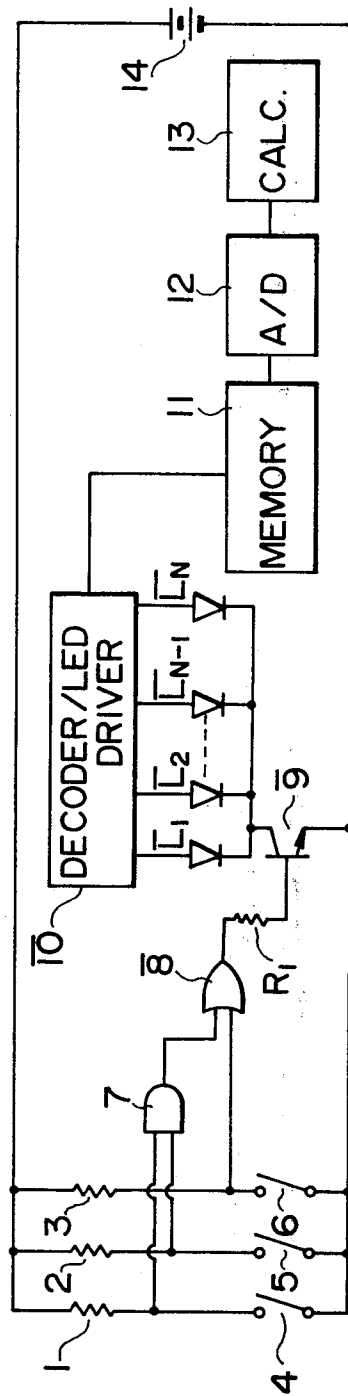 14
13
CALC.
12
A/D
11
MEMORY
DECODER/LED
DRIVER
10
L1
L2
LN-1
LN
9
8
R1
7
3
2
1
6
5
4